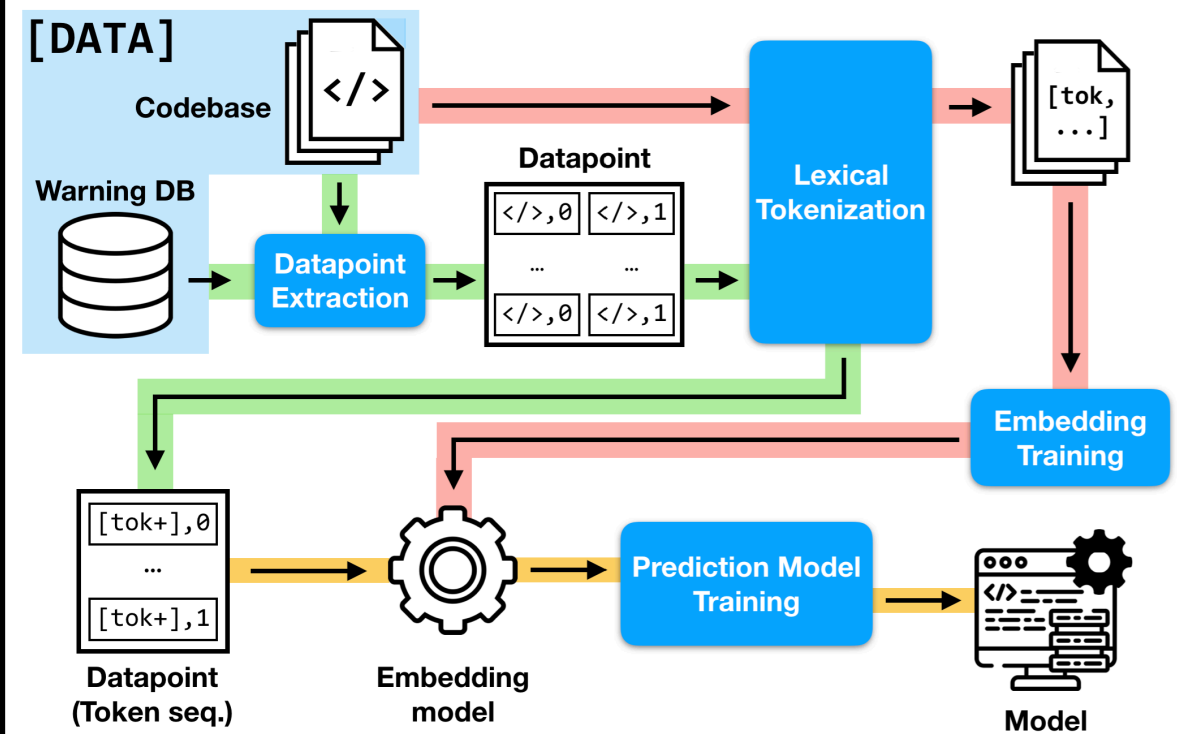 [DATA]
</>
Codebase
[tok,
...]
Datapoint
Lexical
Tokenization
Warning DB
</>,0 </>,1
... ...
</>,0 </>,1
Datapoint
Extraction
Embedding
Training
[tok+],0
...
[tok+],1
Prediction Model
Training
</>
Datapoint
(Token seq.)
Embedding
model
Model